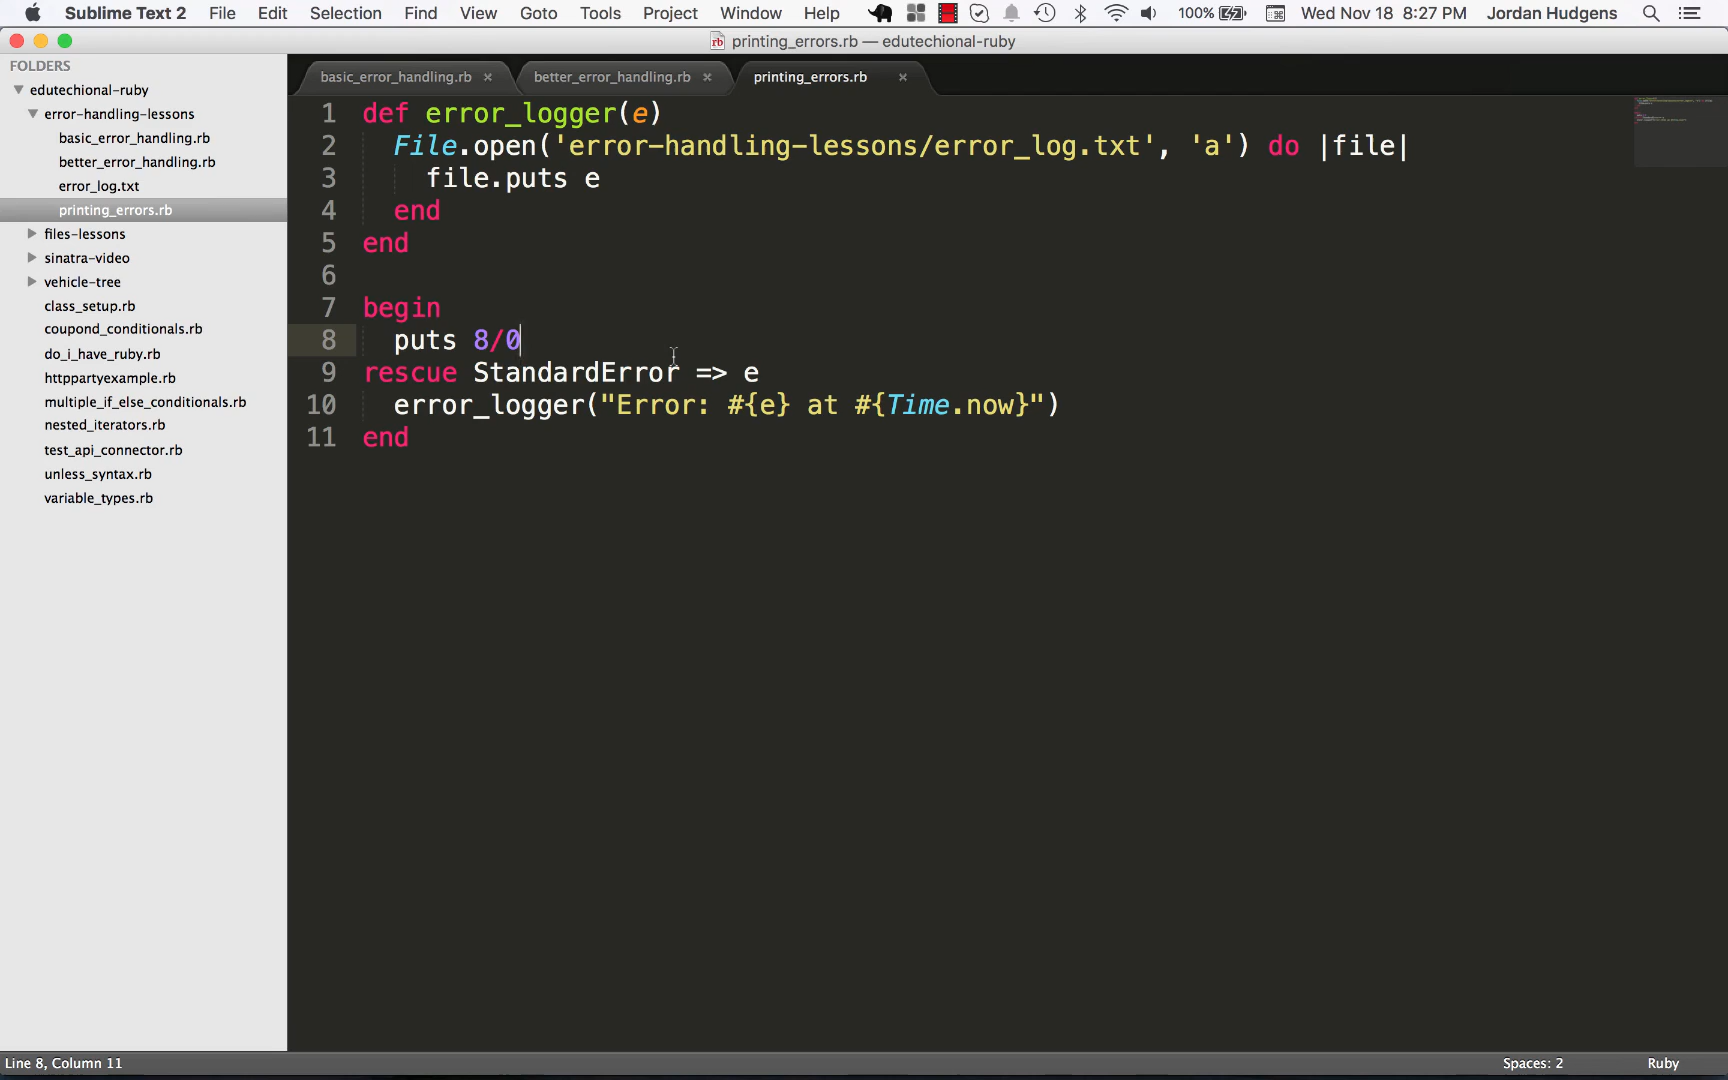 Sublime Text 2 File Edit Selection Find View Goto Tools Project Window Help 100% Wed Nov 18 8:27 PM Jordan Hudgens
rb printing_errors.rb — edutechional-ruby
FOLDERS
edutechional-ruby
error-handling-lessons
basic_error_handling.rb
better_error_handling.rb
error_log.txt
printing_errors.rb
files-lessons
sinatra-video
vehicle-tree
class_setup.rb
coupond_conditionals.rb
do_i_have_ruby.rb
httppartyexample.rb
multiple_if_else_conditionals.rb
nested_iterators.rb
test_api_connector.rb
unless_syntax.rb
variable_types.rb
basic_error_handling.rb × better_error_handling.rb × printing_errors.rb ×
1 def error_logger(e)
2 File.open('error-handling-lessons/error_log.txt', 'a') do |file|
3 file.puts e
4 end
5 end
6
7 begin
8 puts 8/0
9 rescue StandardError => e
10 error_logger("Error: #{e} at #{Time.now}")
11 end
Line 8, Column 11 Spaces: 2 Ruby